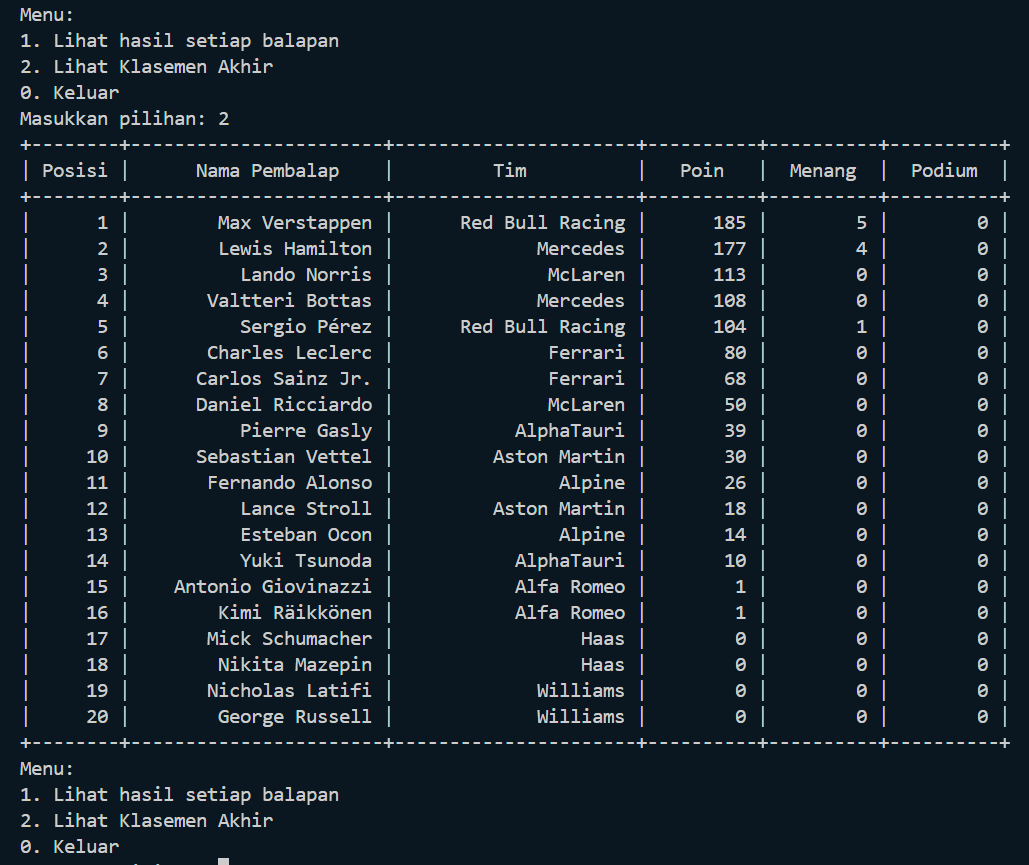 Menu:
1. Lihat hasil setiap balapan
2. Lihat Klasemen Akhir
0. Keluar
Masukkan pilihan: 2
+--------+-----------------------+----------------------+----------+----------+----------+
| Posisi |      Nama Pembalap    |         Tim          |   Poin   |  Menang  |  Podium  |
+--------+-----------------------+----------------------+----------+----------+----------+
|      1 |        Max Verstappen |      Red Bull Racing |      185 |        5 |        0 |
|      2 |        Lewis Hamilton |             Mercedes |      177 |        4 |        0 |
|      3 |          Lando Norris |              McLaren |      113 |        0 |        0 |
|      4 |       Valtteri Bottas |             Mercedes |      108 |        0 |        0 |
|      5 |          Sergio Pérez |      Red Bull Racing |      104 |        1 |        0 |
|      6 |       Charles Leclerc |              Ferrari |       80 |        0 |        0 |
|      7 |      Carlos Sainz Jr. |              Ferrari |       68 |        0 |        0 |
|      8 |      Daniel Ricciardo |              McLaren |       50 |        0 |        0 |
|      9 |          Pierre Gasly |           AlphaTauri |       39 |        0 |        0 |
|     10 |      Sebastian Vettel |         Aston Martin |       30 |        0 |        0 |
|     11 |       Fernando Alonso |               Alpine |       26 |        0 |        0 |
|     12 |          Lance Stroll |         Aston Martin |       18 |        0 |        0 |
|     13 |          Esteban Ocon |               Alpine |       14 |        0 |        0 |
|     14 |          Yuki Tsunoda |           AlphaTauri |       10 |        0 |        0 |
|     15 |    Antonio Giovinazzi |           Alfa Romeo |        1 |        0 |        0 |
|     16 |        Kimi Räikkönen |           Alfa Romeo |        1 |        0 |        0 |
|     17 |       Mick Schumacher |                 Haas |        0 |        0 |        0 |
|     18 |        Nikita Mazepin |                 Haas |        0 |        0 |        0 |
|     19 |       Nicholas Latifi |             Williams |        0 |        0 |        0 |
|     20 |        George Russell |             Williams |        0 |        0 |        0 |
+--------+-----------------------+----------------------+----------+----------+----------+
Menu:
1. Lihat hasil setiap balapan
2. Lihat Klasemen Akhir
0. Keluar